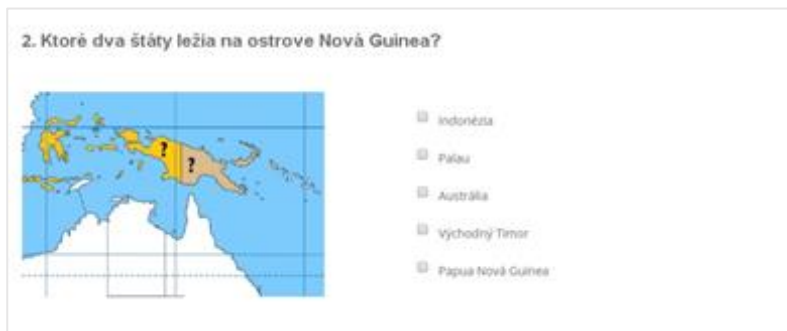 2. Ktoré dva štáty ležia na ostrove Nová Guinea?
?
?
Indonézia
Palau
Austrália
Východný Timor
Papua Nová Guinea